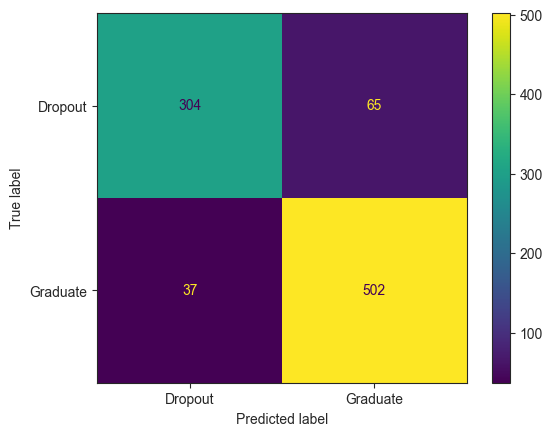 500
400
300
200
100
Dropout
Graduate
True label
304
65
37
502
Dropout
Graduate
Predicted label